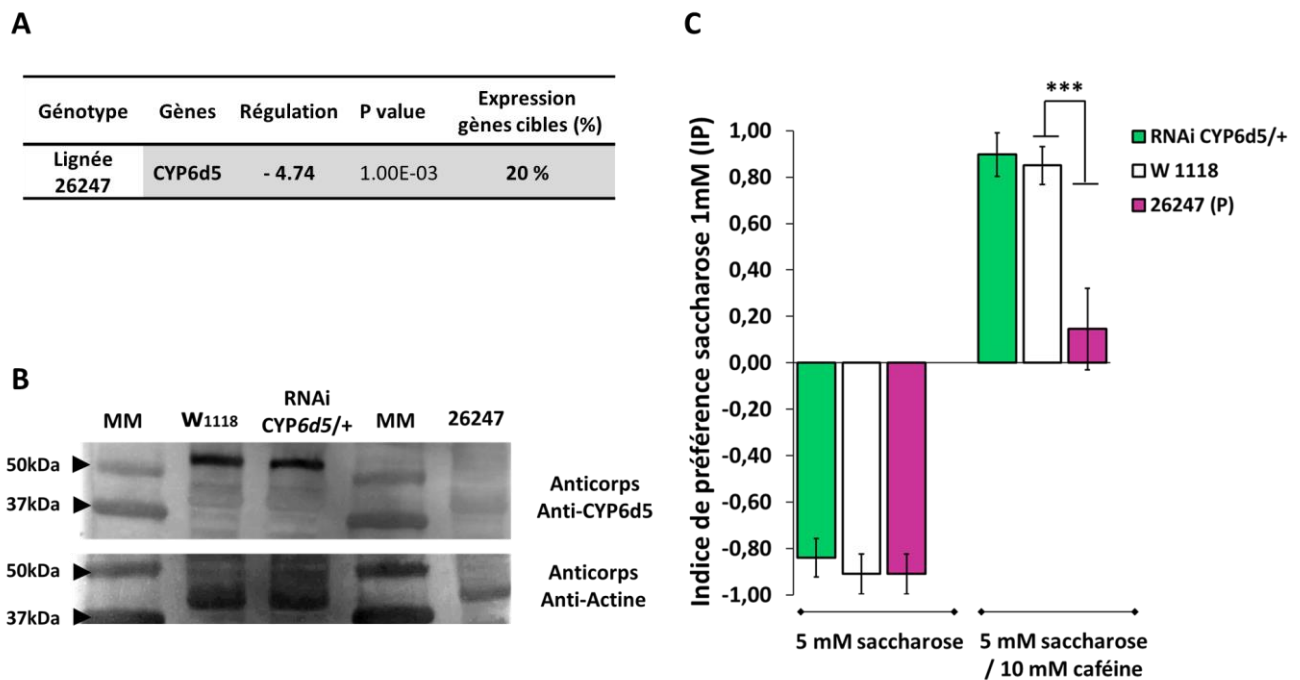 A
Génotype Gènes Régulation P value Expression
gènes cibles (%)
Lignée
26247 CYP6d5 - 4.74 1.00E-03 20 %
B
MM W1118 RNAi
CYP6d5/+ MM 26247
50kDa
37kDa
Anticorps
Anti-CYP6d5
50kDa
37kDa
Anticorps
Anti-Actine
C
Indice de préférence saccharose 1mM (IP)
1,00
0,80
0,60
0,40
0,20
0,00
-0,20
-0,40
-0,60
-0,80
-1,00
***
RNAi CYP6d5/+
W 1118
26247 (P)
5 mM saccharose
5 mM saccharose
/ 10 mM caféine